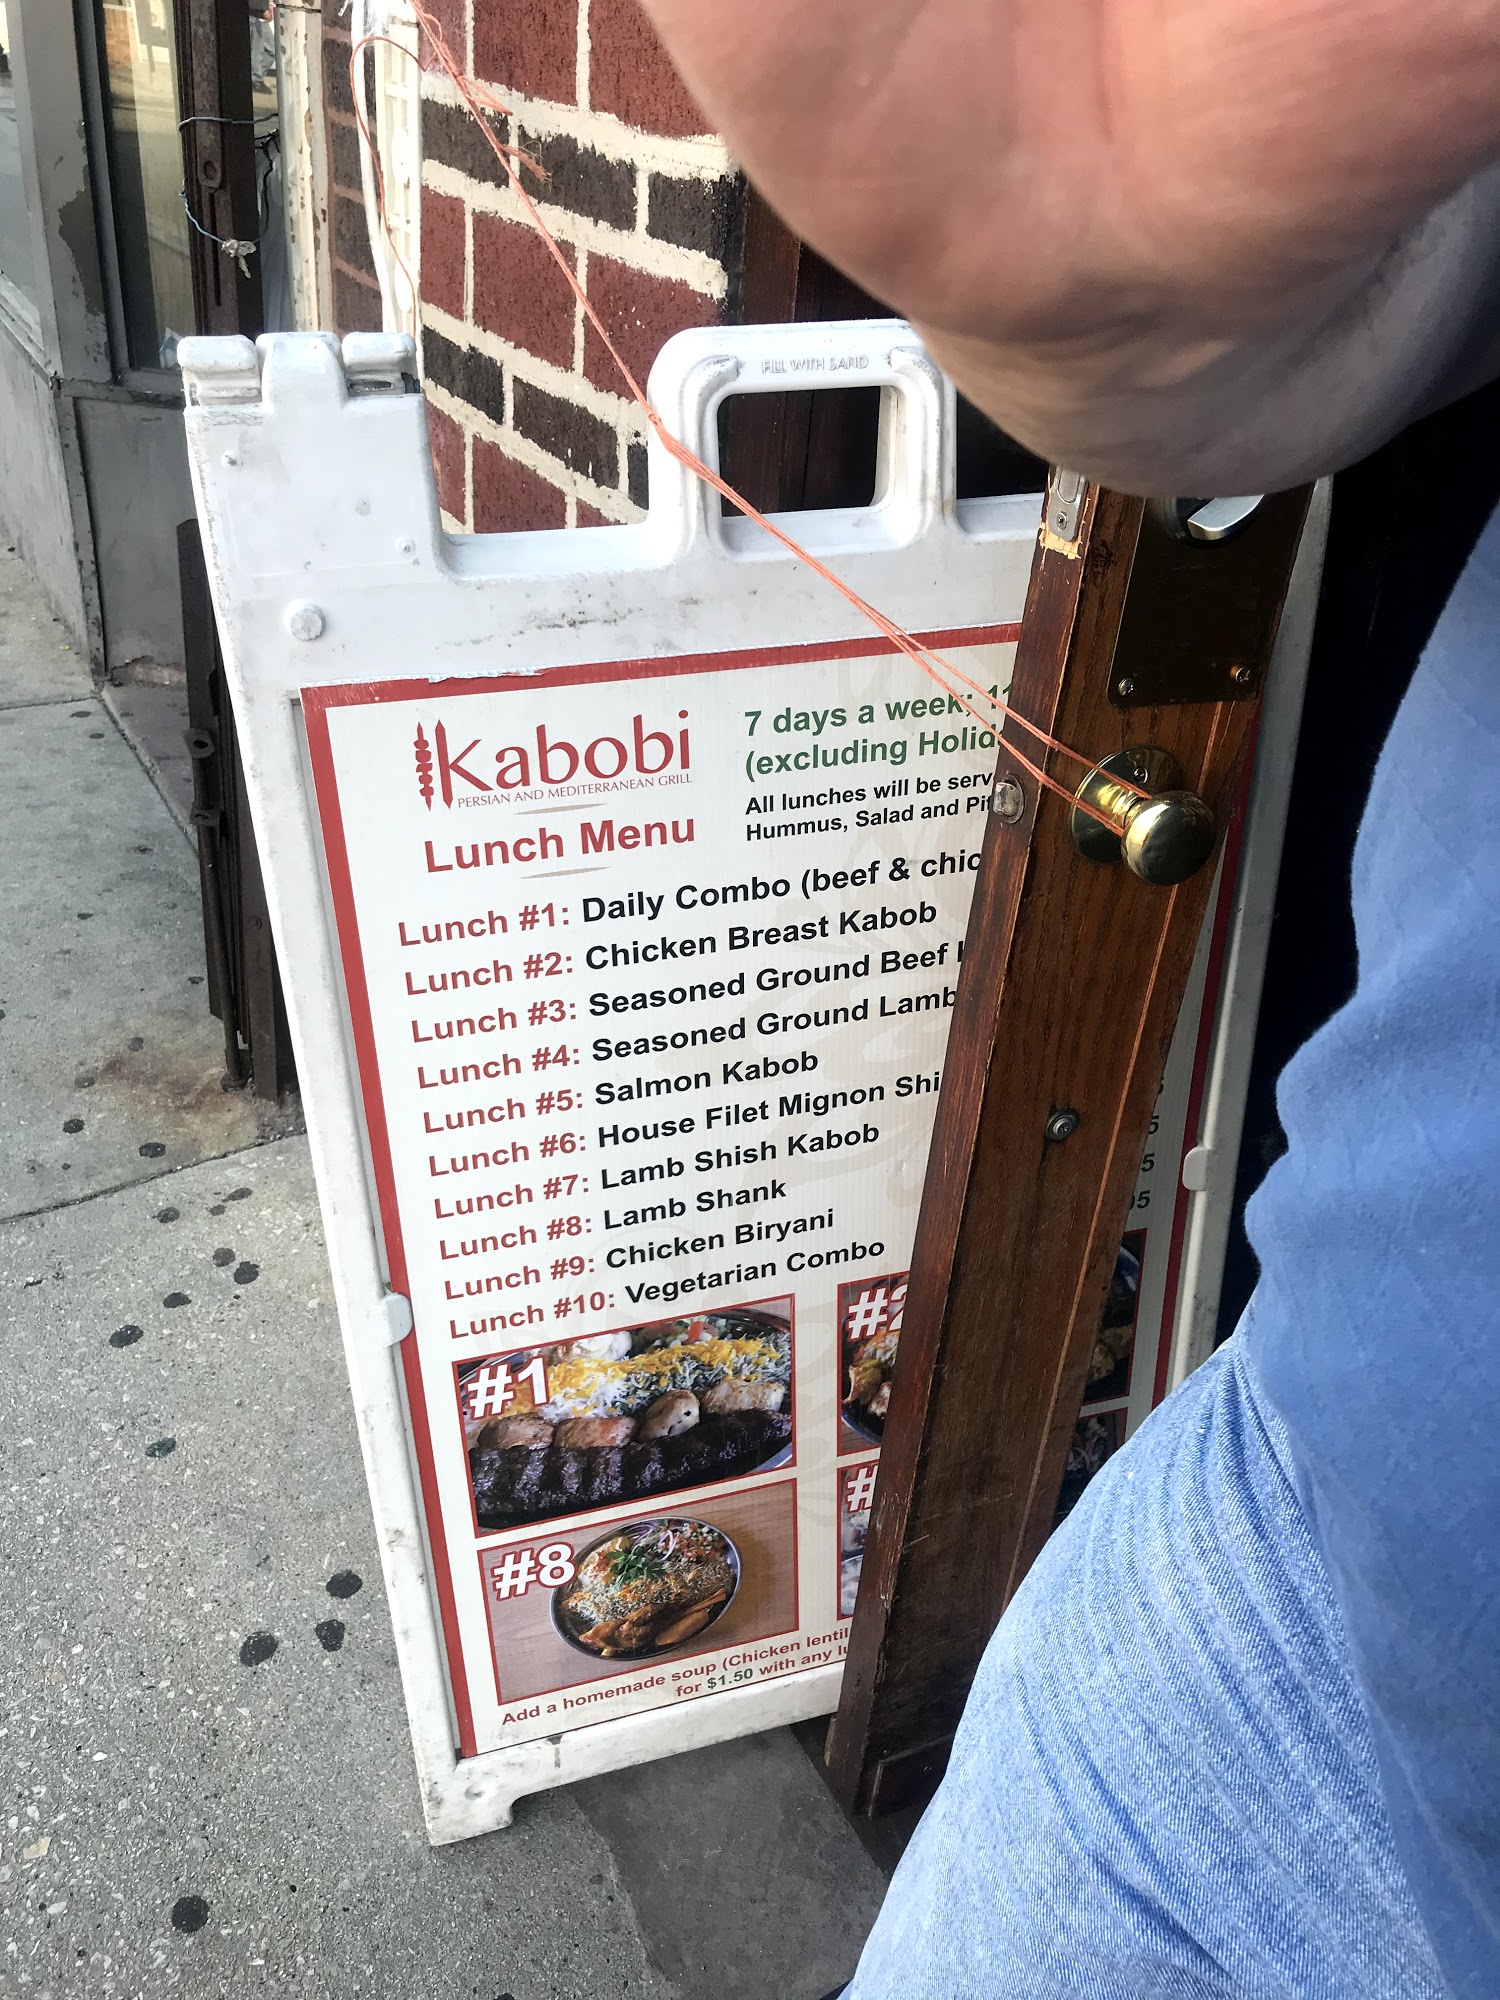 FILL WITH SAND
Kabobi
PERSIAN AND MEDITERRANEAN GRILL
Lunch Menu
7 days a week; 11
(excluding
All lunches will be
Hummus, Salad and
Lunch #1: Daily Combo (beef &
Lunch #2: Chicken Breast Kabob
Lunch #3: Seasoned Ground Beef
Lunch #4: Seasoned Ground Lamb
Lunch #5: Salmon Kabob
Lunch #6: House Filet Mignon
Lunch #7: Lamb Shish Kabob
Lunch #8: Lamb Shank
Lunch #9: Chicken Biryani
Lunch #10: Vegetarian Combo
#1
#2
#8
#
Add a homemade soup (Chicken
for $1.50 with any